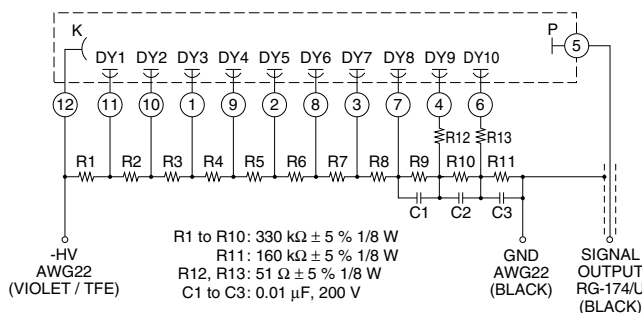 K P 5
DY1 DY2 DY3 DY4 DY5 DY6 DY7 DY8 DY9 DY10
12 11 10 1 9 2 8 3 7 4 6
R12 R13
R1 R2 R3 R4 R5 R6 R7 R8 R9 R10 R11
C1 C2 C3
R1 to R10: 330 kΩ ± 5 % 1/8 W
R11: 160 kΩ ± 5 % 1/8 W
R12, R13: 51 Ω ± 5 % 1/8 W
C1 to C3: 0.01 µF, 200 V
-HV
AWG22
(VIOLET / TFE)
GND
AWG22
(BLACK)
SIGNAL
OUTPUT
RG-174/U
(BLACK)